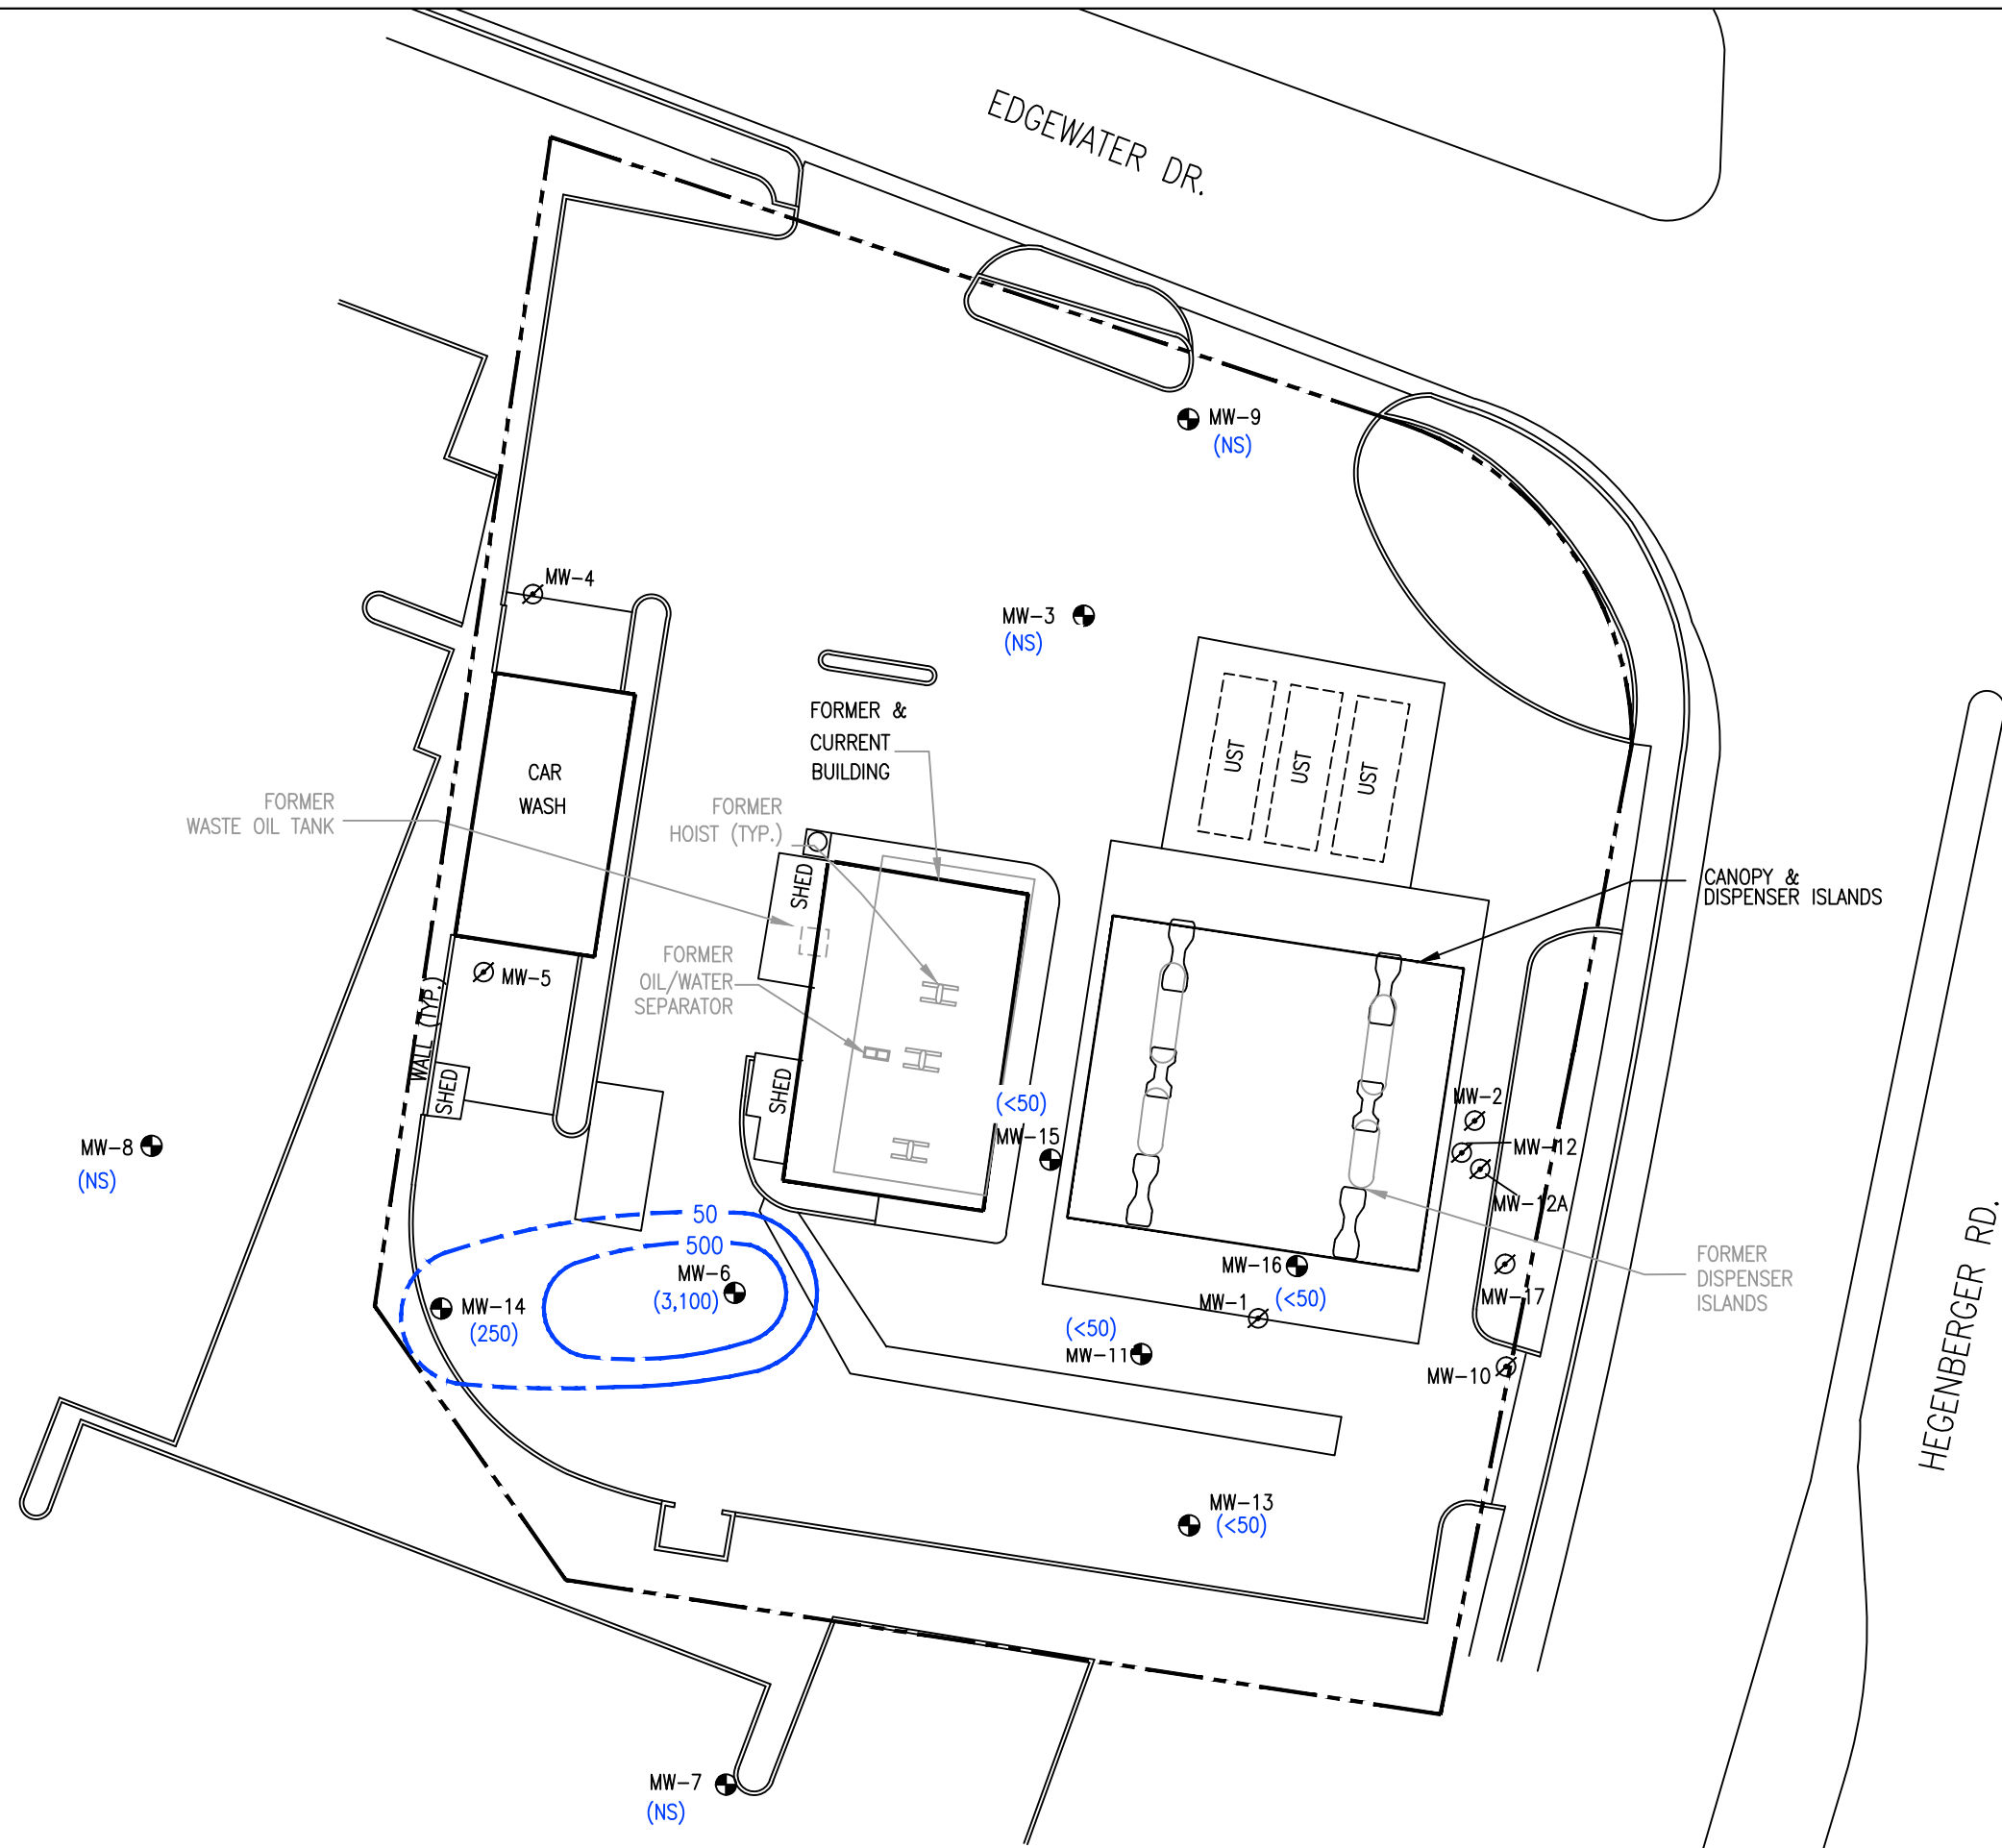 EDGEWATER DR.
MW-9
(NS)
MW-4
MW-3
(NS)
FORMER &
CURRENT
BUILDING
UST
UST
UST
CAR
WASH
FORMER
WASTE OIL TANK
FORMER
HOIST (TYP.)
SHED
CANOPY &
DISPENSER ISLANDS
FORMER
OIL/WATER
SEPARATOR
MW-5
WALL (TYP.)
SHED
SHED
(<50)
MW-15
MW-2
MW-12
MW-12A
MW-8
(NS)
50
500
MW-6
(3,100)
MW-14
(250)
MW-16
(<50)
MW-1
MW-17
FORMER
DISPENSER
ISLANDS
(<50)
MW-11
MW-10
HEGENBERGER RD.
MW-13
(<50)
MW-7
(NS)